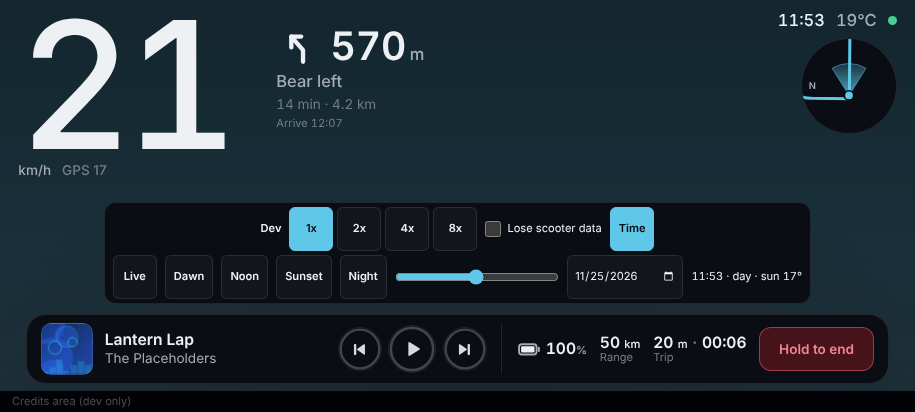 21
km/h GPS 17
570 m
Bear left
14 min · 4.2 km
Arrive 12:07
11:53 19°C
N
Dev 1x 2x 4x 8x Lose scooter data Time
Live Dawn Noon Sunset Night 11/25/2026 11:53 · day · sun 17°
Lantern Lap
The Placeholders
100%
50 km
Range
20 m · 00:06
Trip
Hold to end
Credits area (dev only)